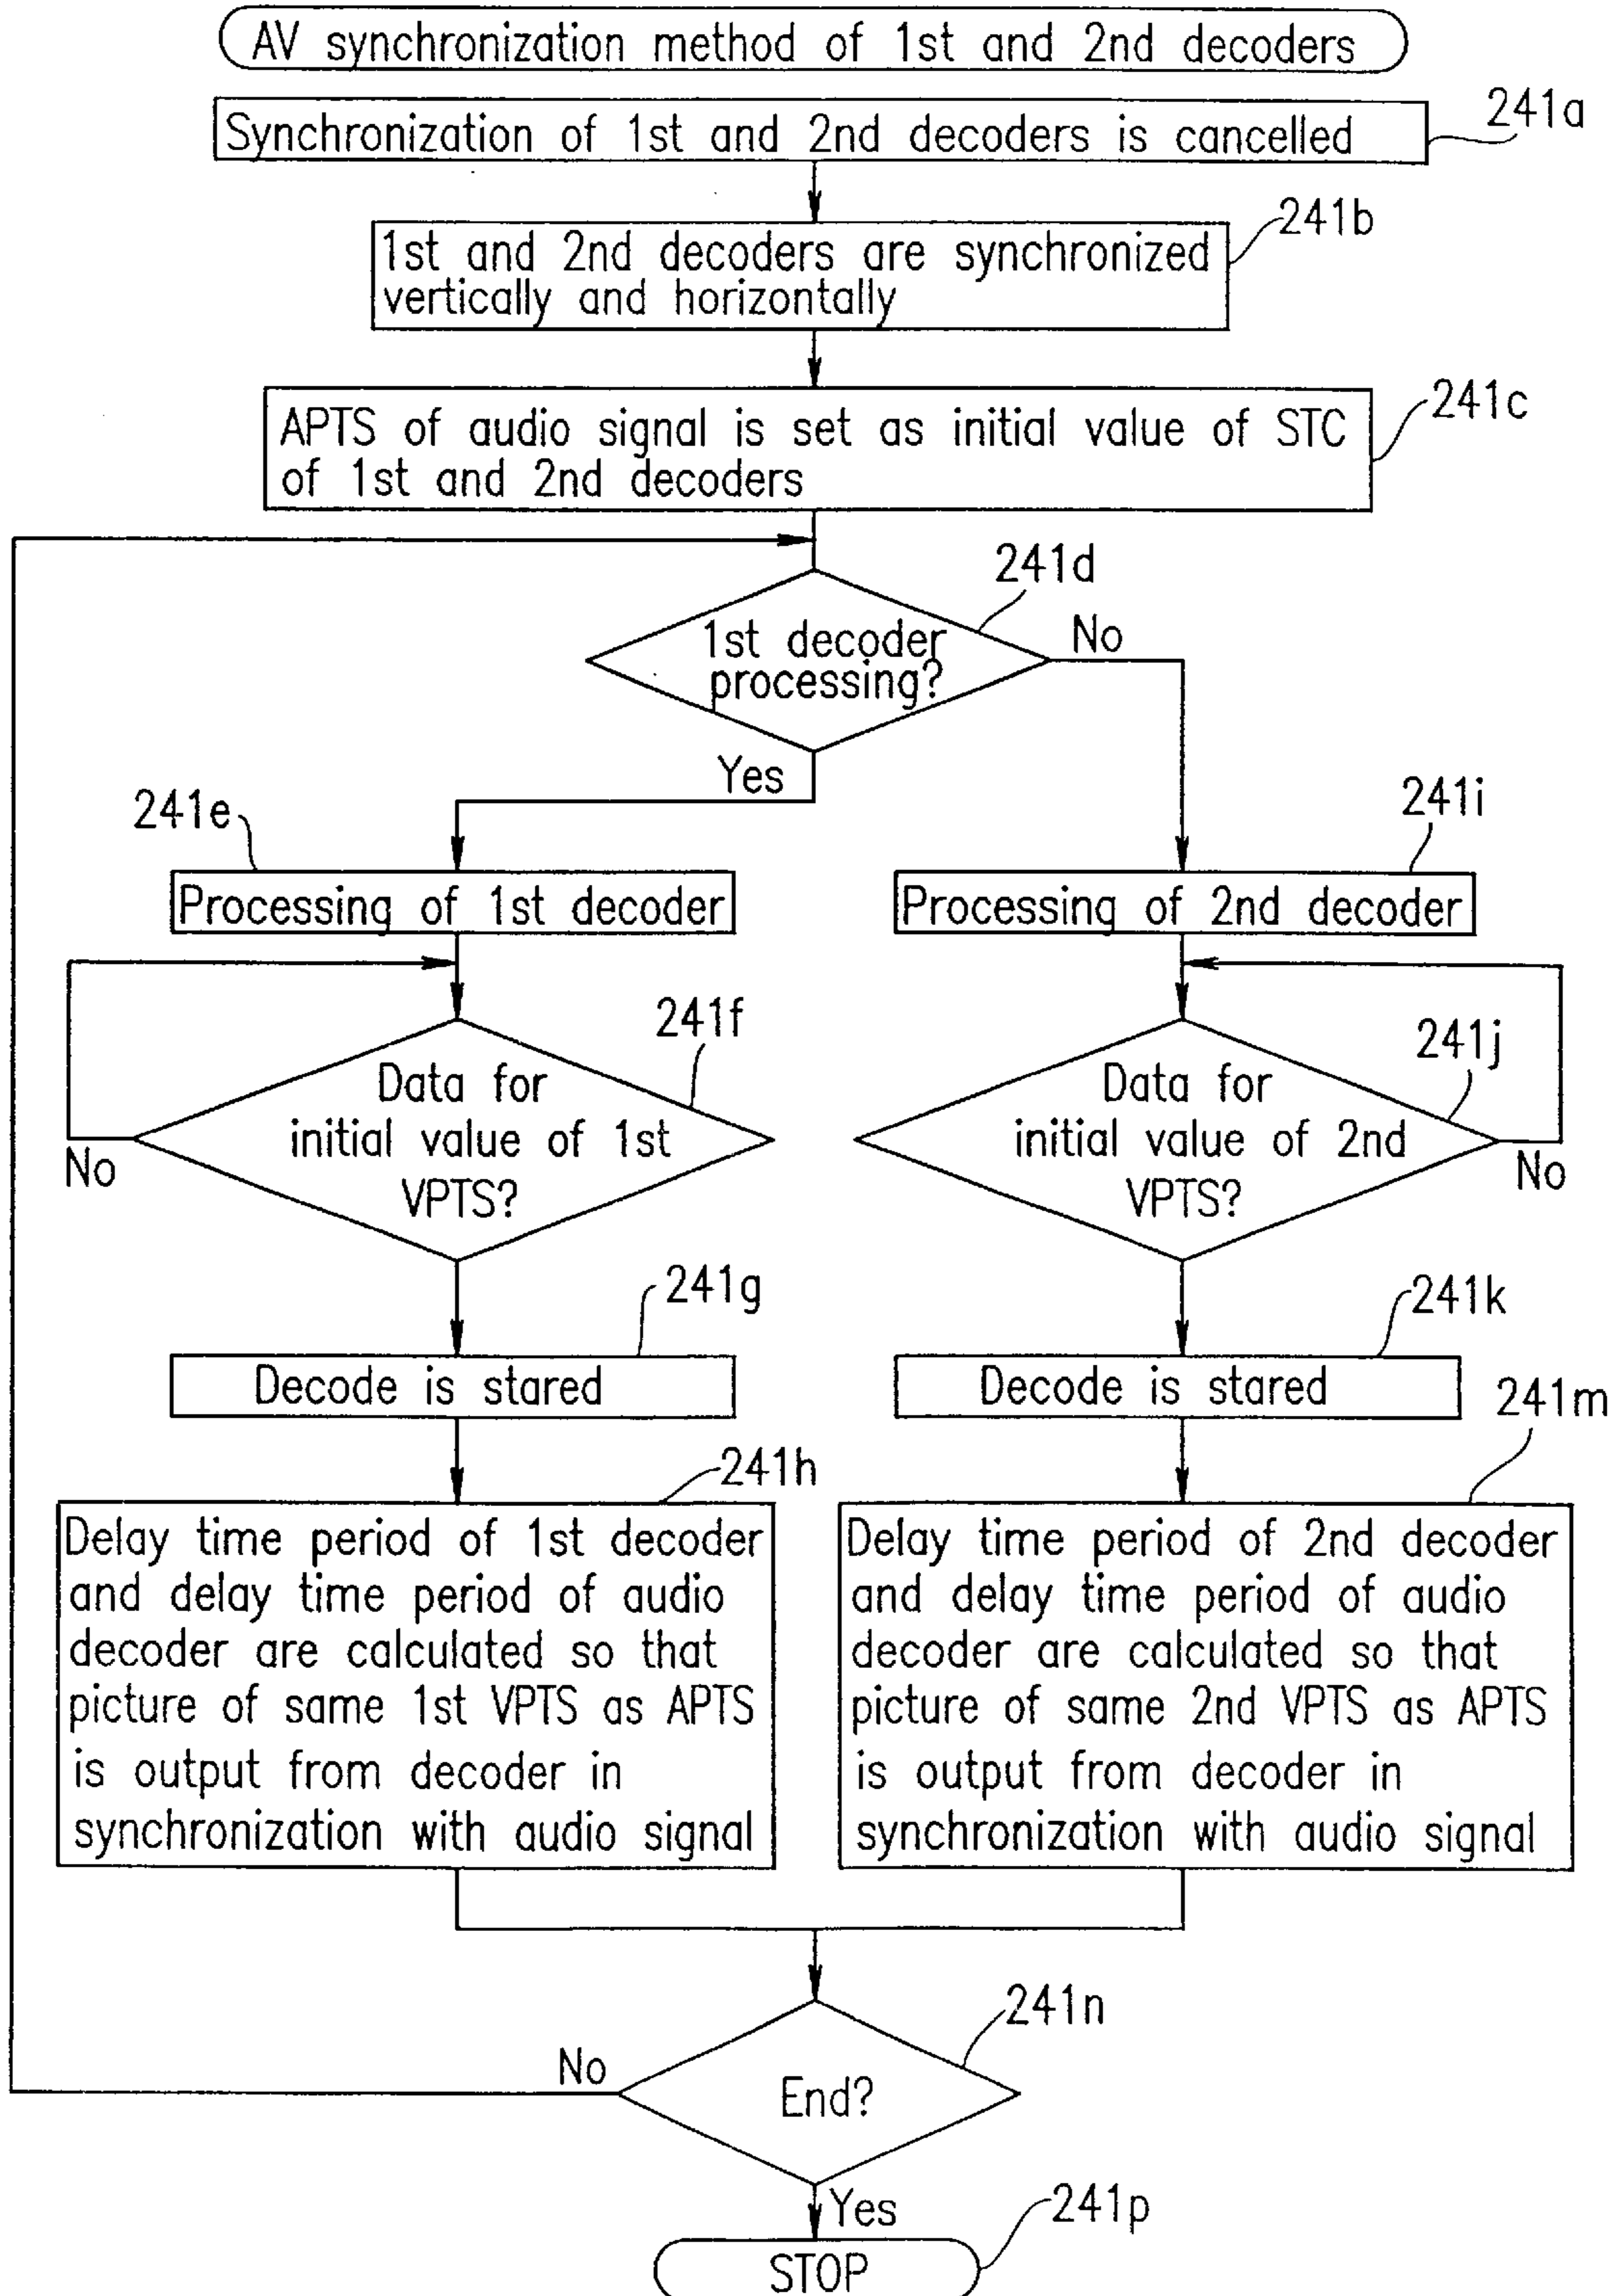 AV synchronization method of 1st and 2nd decoders
Synchronization of 1st and 2nd decoders is cancelled
241a
1st and 2nd decoders are synchronized
vertically and horizontally
241b
APTS of audio signal is set as initial value of STC
of 1st and 2nd decoders
241c
1st decoder
processing?
241d
No
Yes
241e
Processing of 1st decoder
241i
Processing of 2nd decoder
241f
Data for
initial value of 1st
VPTS?
No
241j
Data for
initial value of 2nd
VPTS?
No
241g
Decode is stared
241k
Decode is stared
241h
Delay time period of 1st decoder
and delay time period of audio
decoder are calculated so that
picture of same 1st VPTS as APTS
is output from decoder in
synchronization with audio signal
241m
Delay time period of 2nd decoder
and delay time period of audio
decoder are calculated so that
picture of same 2nd VPTS as APTS
is output from decoder in
synchronization with audio signal
241n
No
End?
Yes
241p
STOP